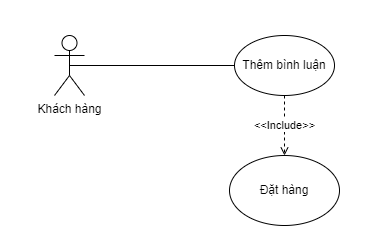 Thêm bình luận
Khách hàng
<<Include>>
Đặt hàng